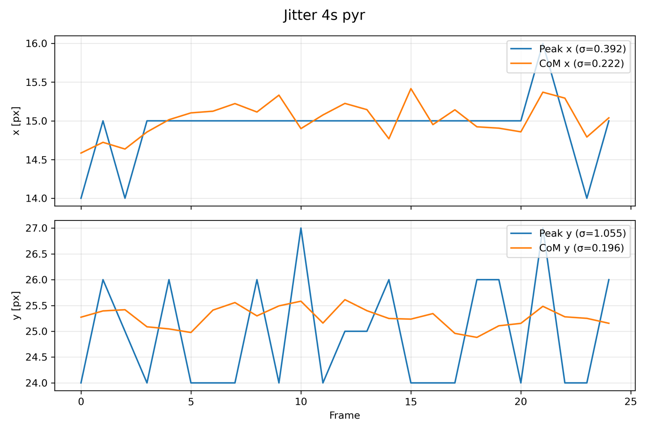 Jitter 4s pyr
16.0
15.5
15.0
14.5
14.0
x [px]
Peak x (σ=0.392)
CoM x (σ=0.222)
27.0
26.5
26.0
25.5
25.0
24.5
24.0
y [px]
Peak y (σ=1.055)
CoM y (σ=0.196)
0 5 10 15 20 25
Frame